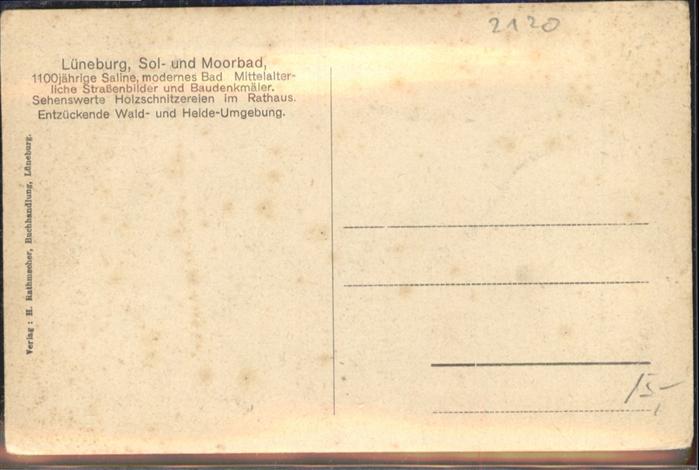 2120
Lüneburg, Sol- und Moorbad,
1100jährige Saline, modernes Bad Mittelalter-
liche Straßenbilder und Baudenkmäler.
Sehenswerte Holzschnitzereien im Rathaus.
Entzückende Wald- und Heide-Umgebung.
Verlag : H. Rathmacher, Buchhandlung, Lüneburg.